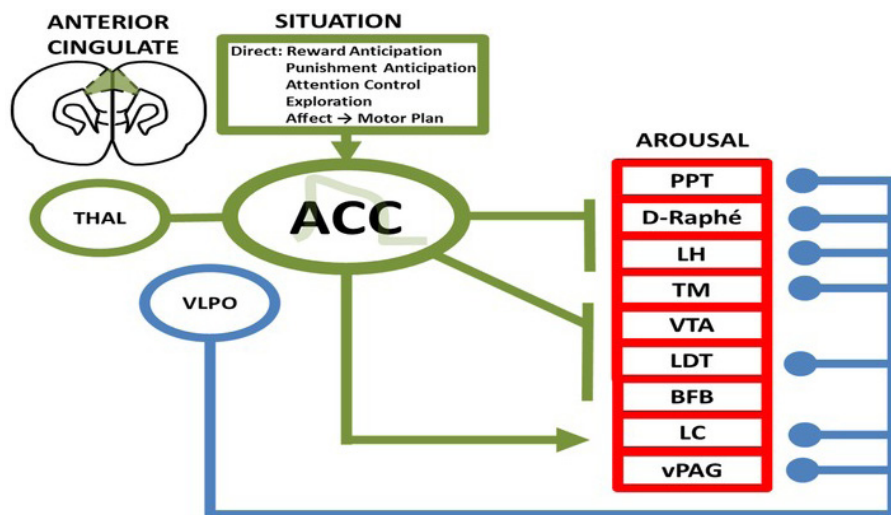 ANTERIOR
CINGULATE
SITUATION
Direct: Reward Anticipation
Punishment Anticipation
Attention Control
Exploration
Affect → Motor Plan
THAL
ACC
VLPO
AROUSAL
PPT
D-Raphé
LH
TM
VTA
LDT
BFB
LC
vPAG